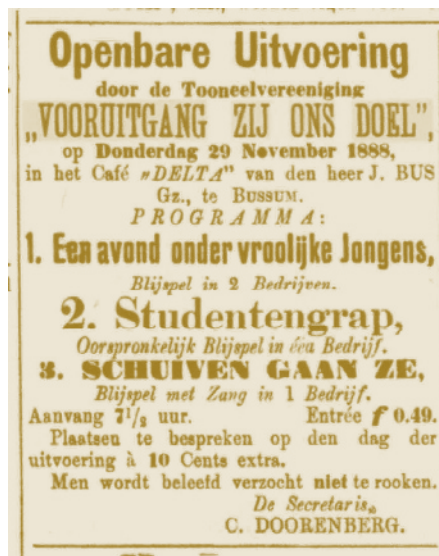 Openbare Uitvoering
door de Tooneelvereeniging
„VOORUITGANG ZIJ ONS DOEL”,
op Donderdag 29 November 1888,
in het Café „DELTA” van den heer J. BUS
Gz., te BUSSUM.
PROGRAMMA:
1. Een avond onder vroolijke Jongens,
Blijspel in 2 Bedrijven.
2. Studentengrap,
Oorspronkelijk Blijspel in één Bedrijf.
3. SCHUIVEN GAAN ZE,
Blijspel met Zang in 1 Bedrijf.
Aanvang 7¹/₂ uur. Entrée f 0.49.
Plaatsen te bespreken op den dag der
uitvoering à 10 Cents extra.
Men wordt beleefd verzocht niet te rooken.
De Secretaris,
C. DOORENBERG.